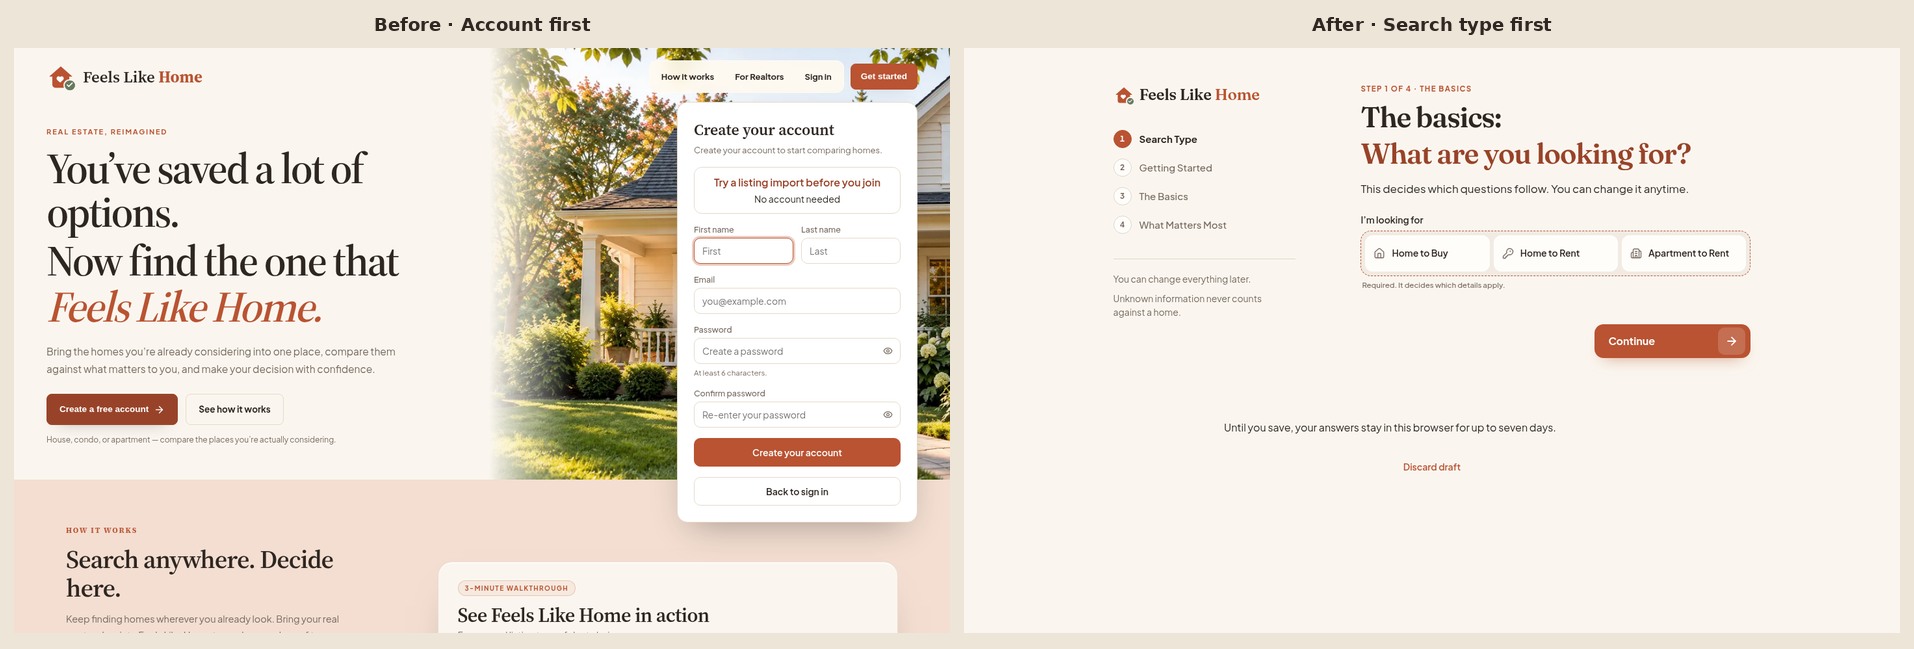 Before · Account first
Feels Like Home
How it works
For Realtors
Sign in
Get started
REAL ESTATE, REIMAGINED
You’ve saved a lot of
options.
Now find the one that
Feels Like Home.
Bring the homes you’re already considering into one place, compare them
against what matters to you, and make your decision with confidence.
Create a free account
See how it works
House, condo, or apartment — compare the places you’re actually considering.
Create your account
Create your account to start comparing homes.
Try a listing import before you join
No account needed
First name
Last name
First
Last
Email
you@example.com
Password
Create a password
At least 6 characters.
Confirm password
Re-enter your password
Create your account
Back to sign in
HOW IT WORKS
Search anywhere. Decide
here.
Keep finding homes wherever you already look. Bring your real
3-MINUTE WALKTHROUGH
See Feels Like Home in action
After · Search type first
Feels Like Home
1 Search Type
2 Getting Started
3 The Basics
4 What Matters Most
You can change everything later.
Unknown information never counts
against a home.
STEP 1 OF 4 · THE BASICS
The basics:
What are you looking for?
This decides which questions follow. You can change it anytime.
I’m looking for
Home to Buy
Home to Rent
Apartment to Rent
Required. It decides which details apply.
Continue
Until you save, your answers stay in this browser for up to seven days.
Discard draft